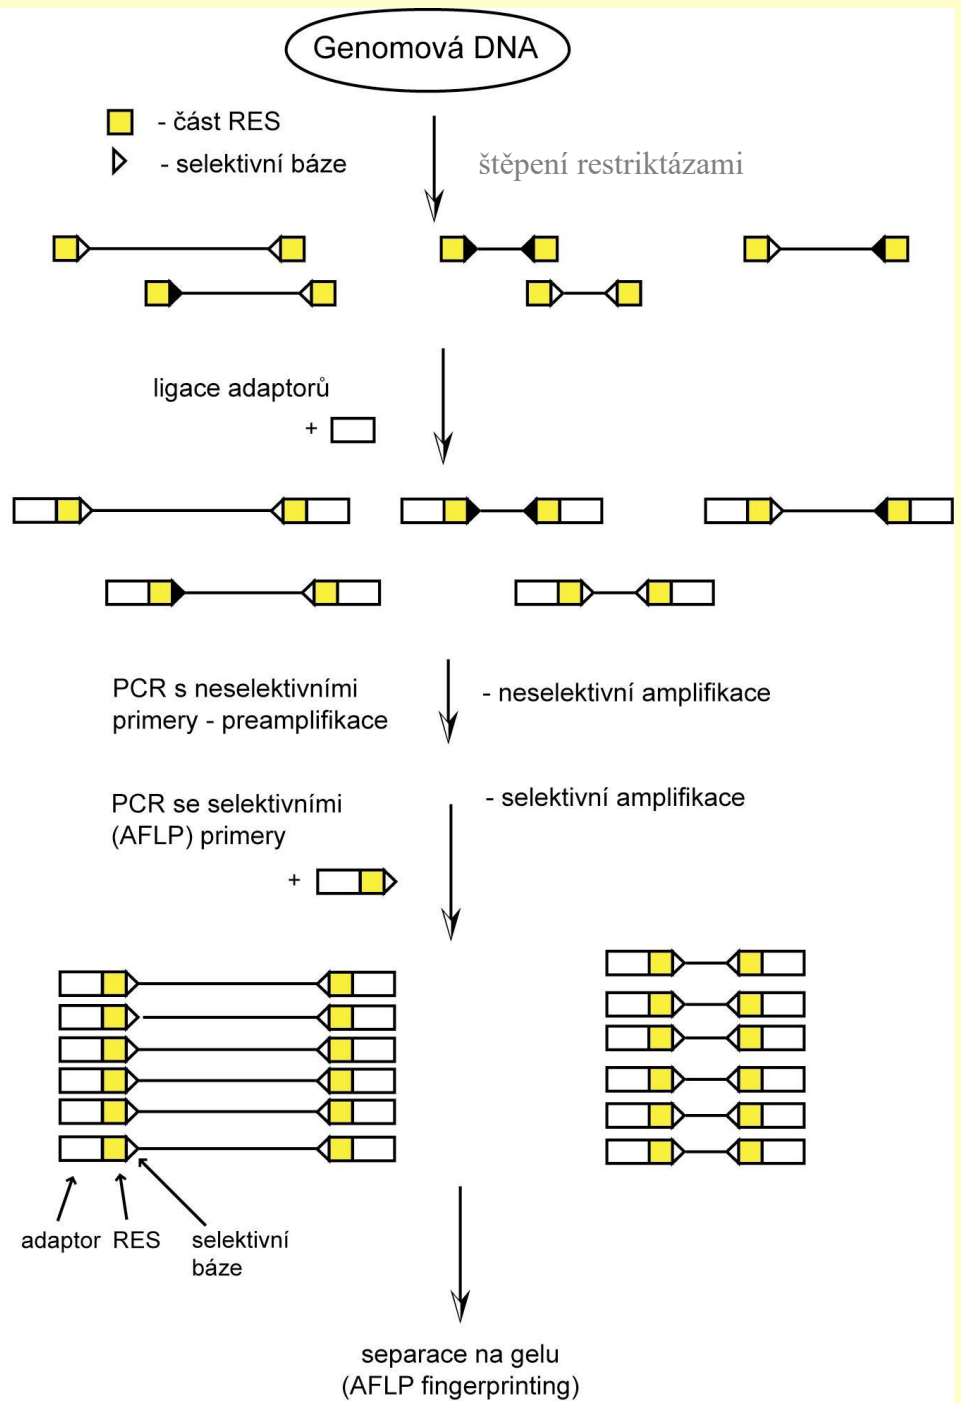 Genomová DNA
- část RES
- selektivní báze
štěpení restriktázami
ligace adaptorů
+
PCR s neselektivními
primery - preamplifikace
- neselektivní amplifikace
PCR se selektivními
(AFLP) primery
- selektivní amplifikace
+
adaptor RES selektivní
báze
separace na gelu
(AFLP fingerprinting)